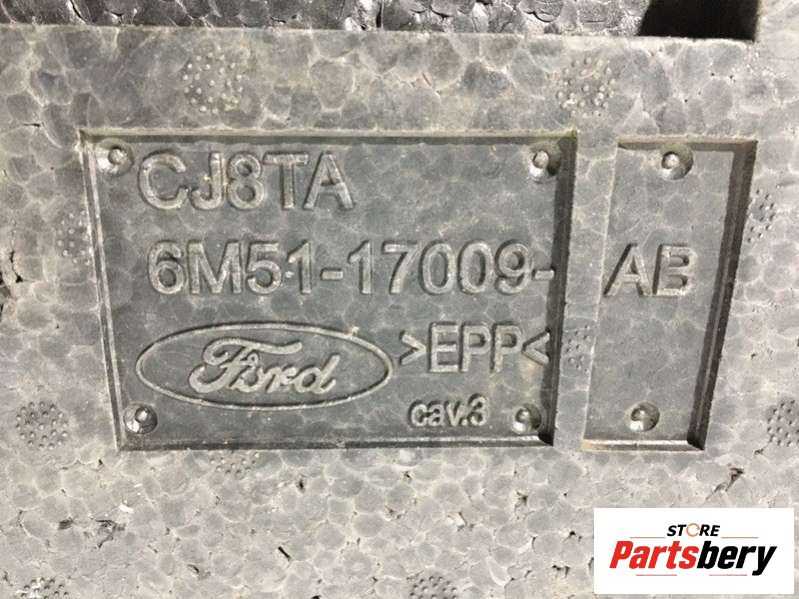 CJ8TA
6M51-17009- AB
Ford >EPP<
cav.3
STORE
Partsbery